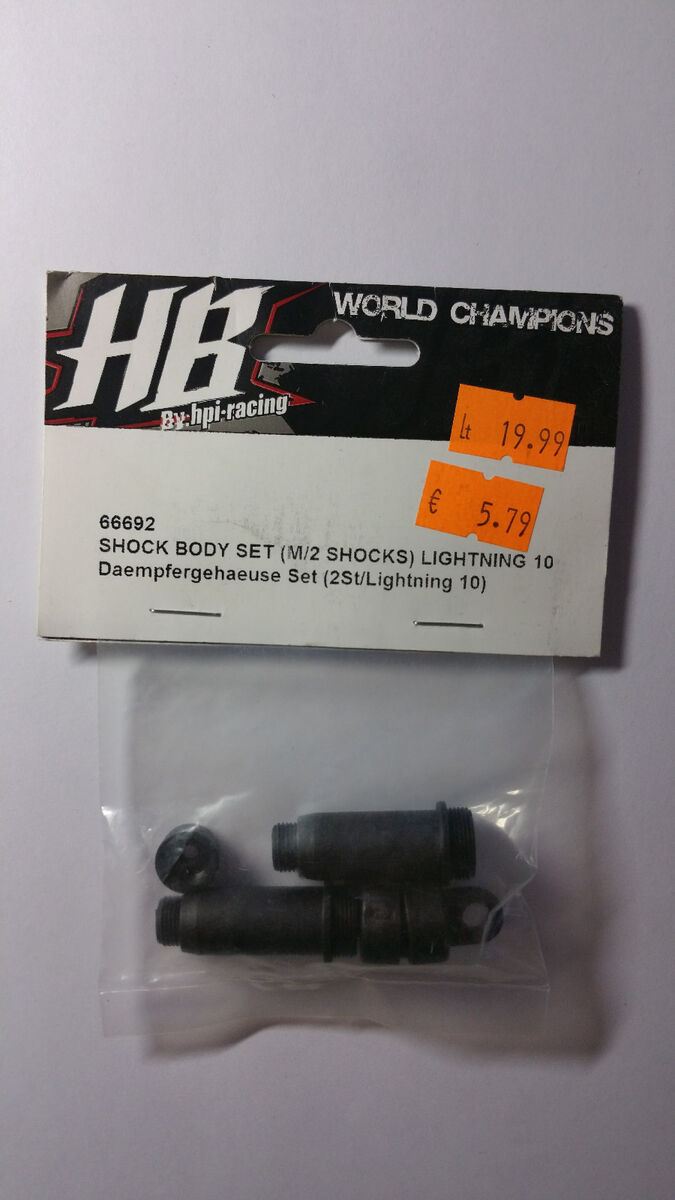 HB
By:hpi-racing
WORLD CHAMPIONS
Lt 19.99
€ 5.79
66692
SHOCK BODY SET (M/2 SHOCKS) LIGHTNING 10
Daempfergehaeuse Set (2St/Lightning 10)